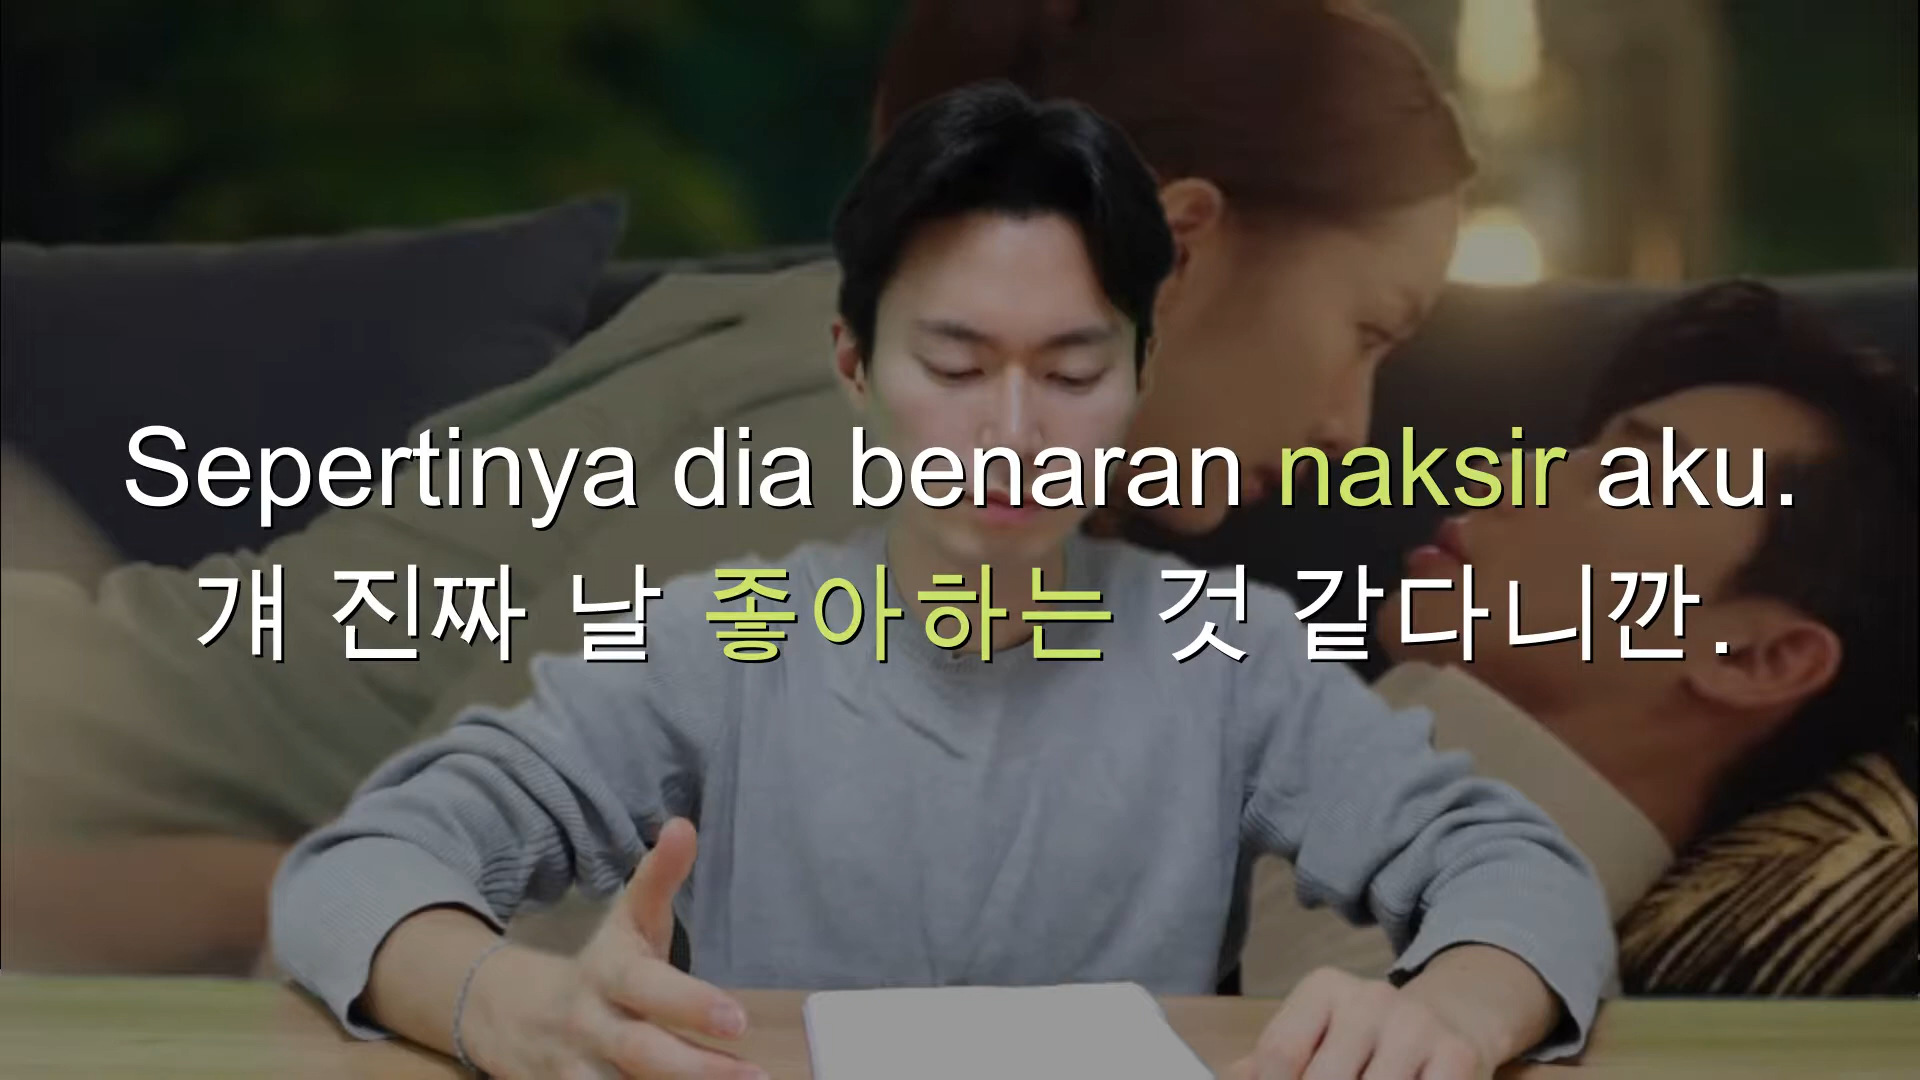 Sepertinya dia benaran naksir aku.
걔 진짜 날 좋아하는 것 같다니깐.